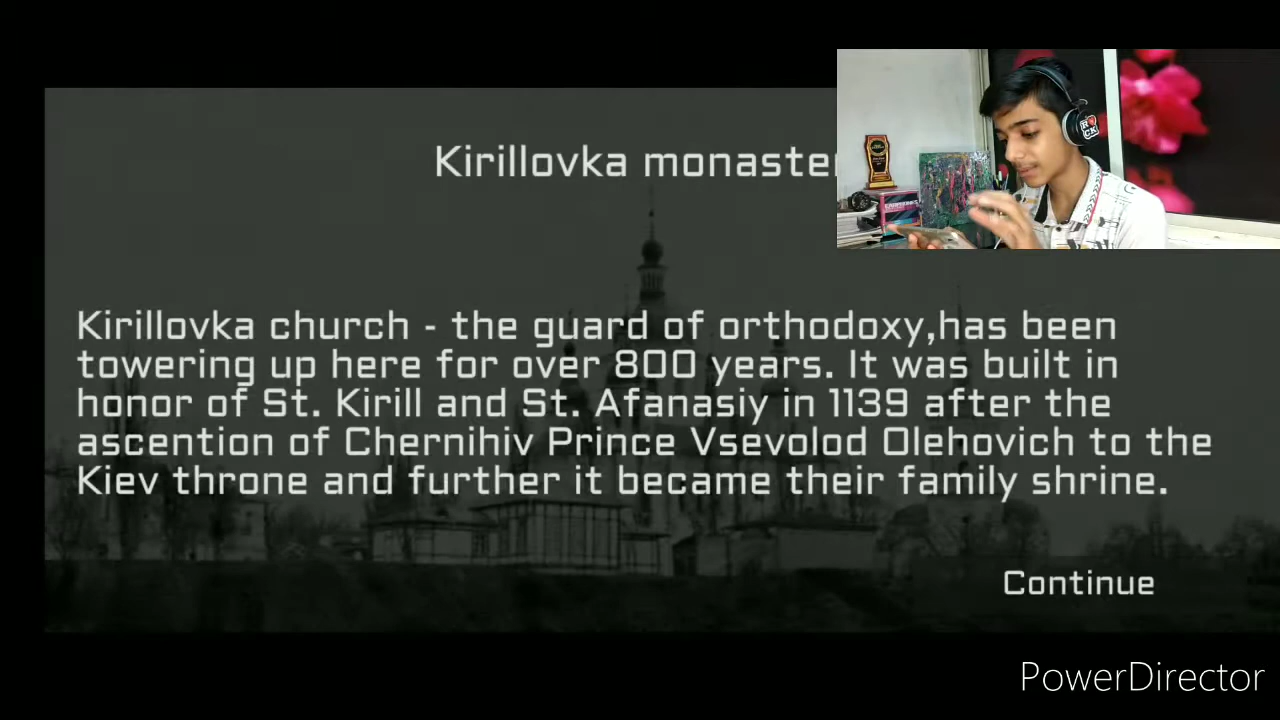 Kirillovka monaste
Kirillovka church - the guard of orthodoxy,has been
towering up here for over 800 years. It was built in
honor of St. Kirill and St. Afanasiy in 1139 after the
ascention of Chernihiv Prince Vsevolod Olehovich to the
Kiev throne and further it became their family shrine.
Continue
PowerDirector